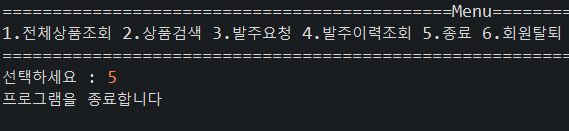 =============================================Menu============
1.전체상품조회 2.상품검색 3.발주요청 4.발주이력조회 5.종료 6.회원탈퇴
=============================================================
선택하세요 : 5
프로그램을 종료합니다